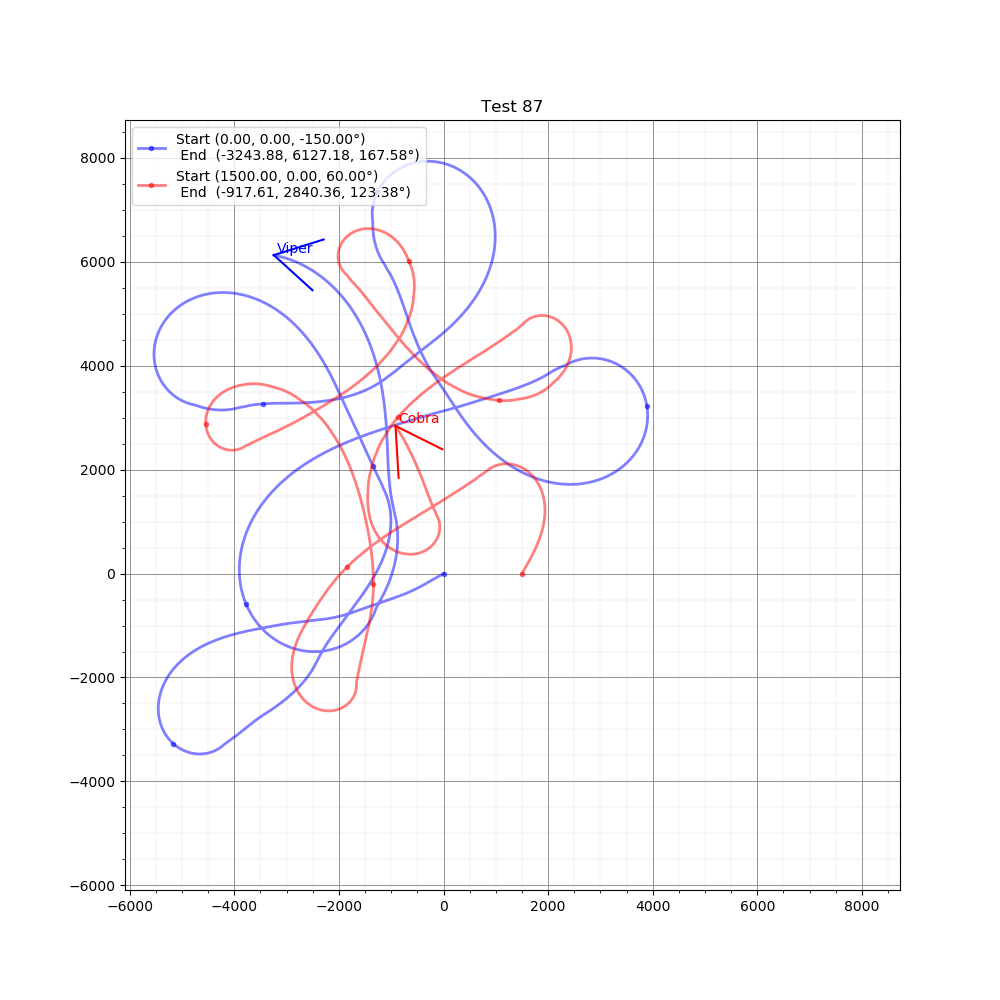 Test 87
Start (0.00, 0.00, -150.00°)
End (-3243.88, 6127.18, 167.58°)
Start (1500.00, 0.00, 60.00°)
End (-917.61, 2840.36, 123.38°)
8000
6000
4000
2000
0
−2000
−4000
−6000
Viper
Cobra
−6000 −4000 −2000 0 2000 4000 6000 8000